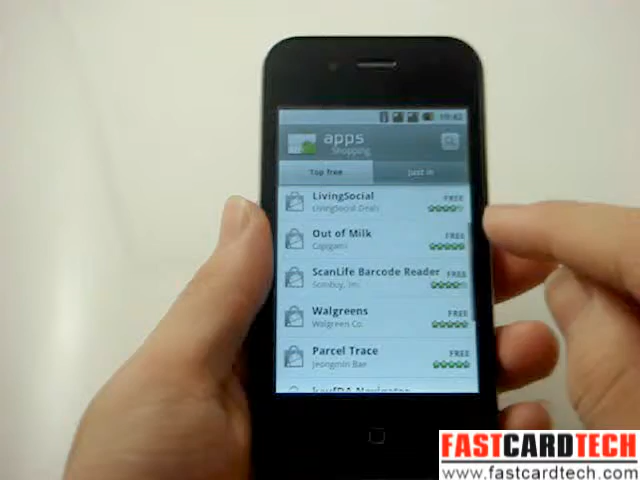 apps
Shopping
Top free
Just in
LivingSocial
FREE
LivingSocial Deals
Out of Milk
FREE
Capigami
ScanLife Barcode Reader
FREE
Scanbuy, Inc.
Walgreens
FREE
Walgreen Co.
Parcel Trace
FREE
Jeongmin Bae
FASTCARDTECH
www.fastcardtech.com